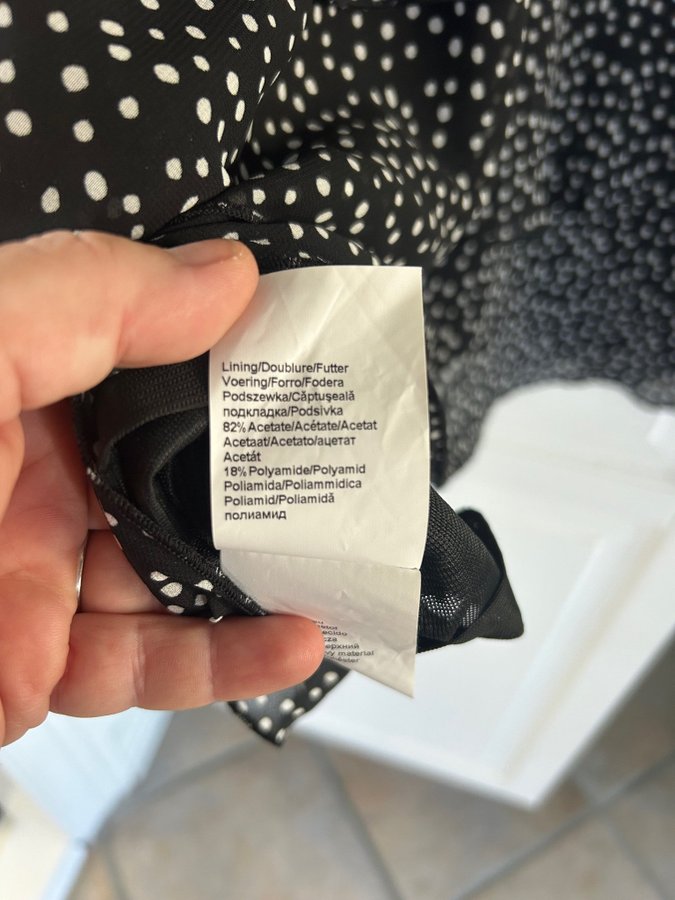 Lining/Doublure/Futter
Voering/Forro/Fodera
Podszewka/Căptuşeală
подкладка/Podsivka
82% Acetate/Acétate/Acetat
Acetaat/Acetato/ацетат
Acetát
18% Polyamide/Polyamid
Poliamida/Poliammidica
Poliamid/Poliamidă
полиамид